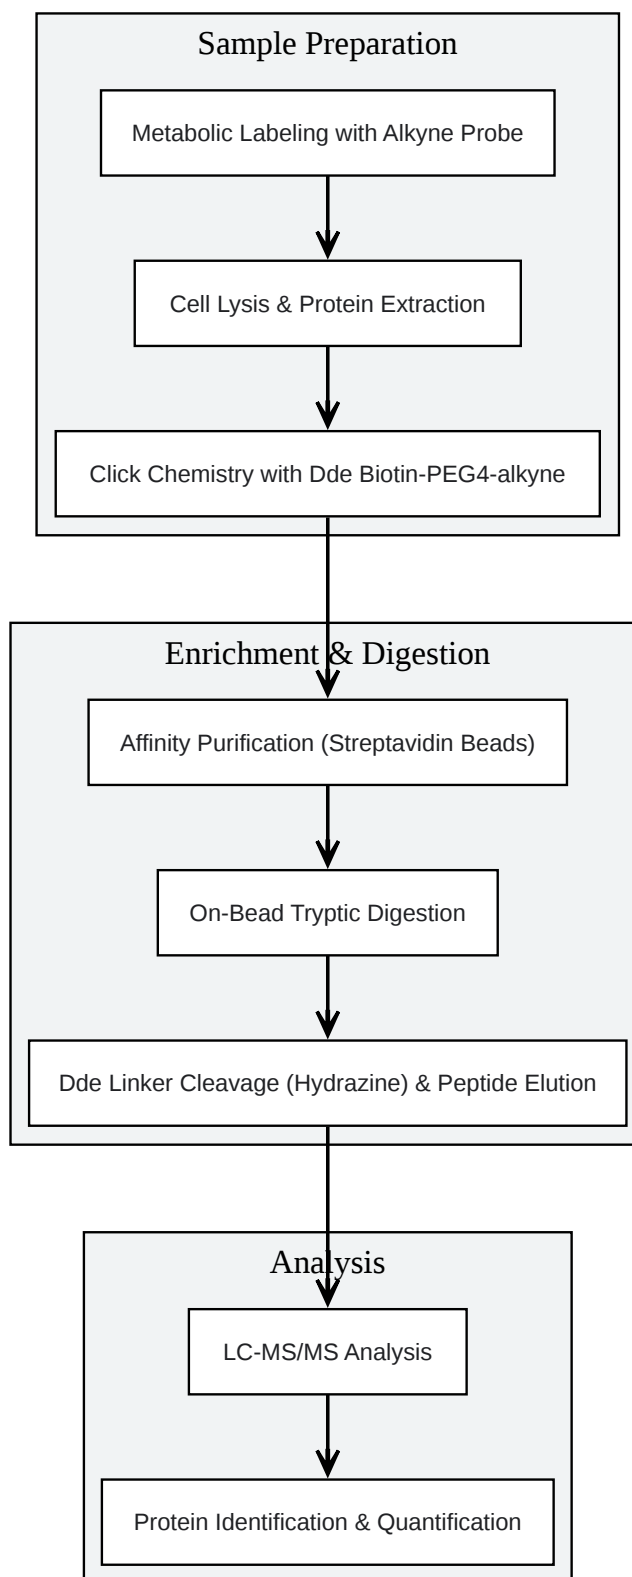 Sample Preparation
Metabolic Labeling with Alkyne Probe
Cell Lysis & Protein Extraction
Click Chemistry with Dde Biotin-PEG4-alkyne
Enrichment & Digestion
Affinity Purification (Streptavidin Beads)
On-Bead Tryptic Digestion
Dde Linker Cleavage (Hydrazine) & Peptide Elution
Analysis
LC-MS/MS Analysis
Protein Identification & Quantification